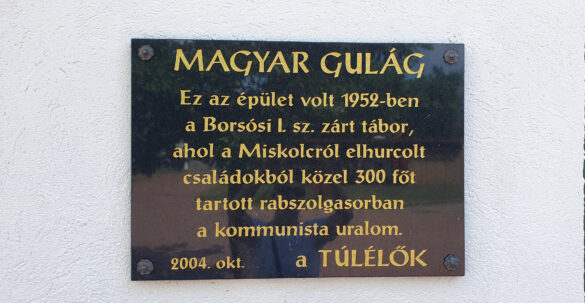 MAGYAR GULÁG
Ez az épület volt 1952-ben
a Borsósi I. sz. zárt tábor,
ahol a Miskolcról elhurcolt
családokból közel 300 főt
tartott rabszolgasorban
a kommunista uralom.
2004. okt. a TÚLÉLŐK